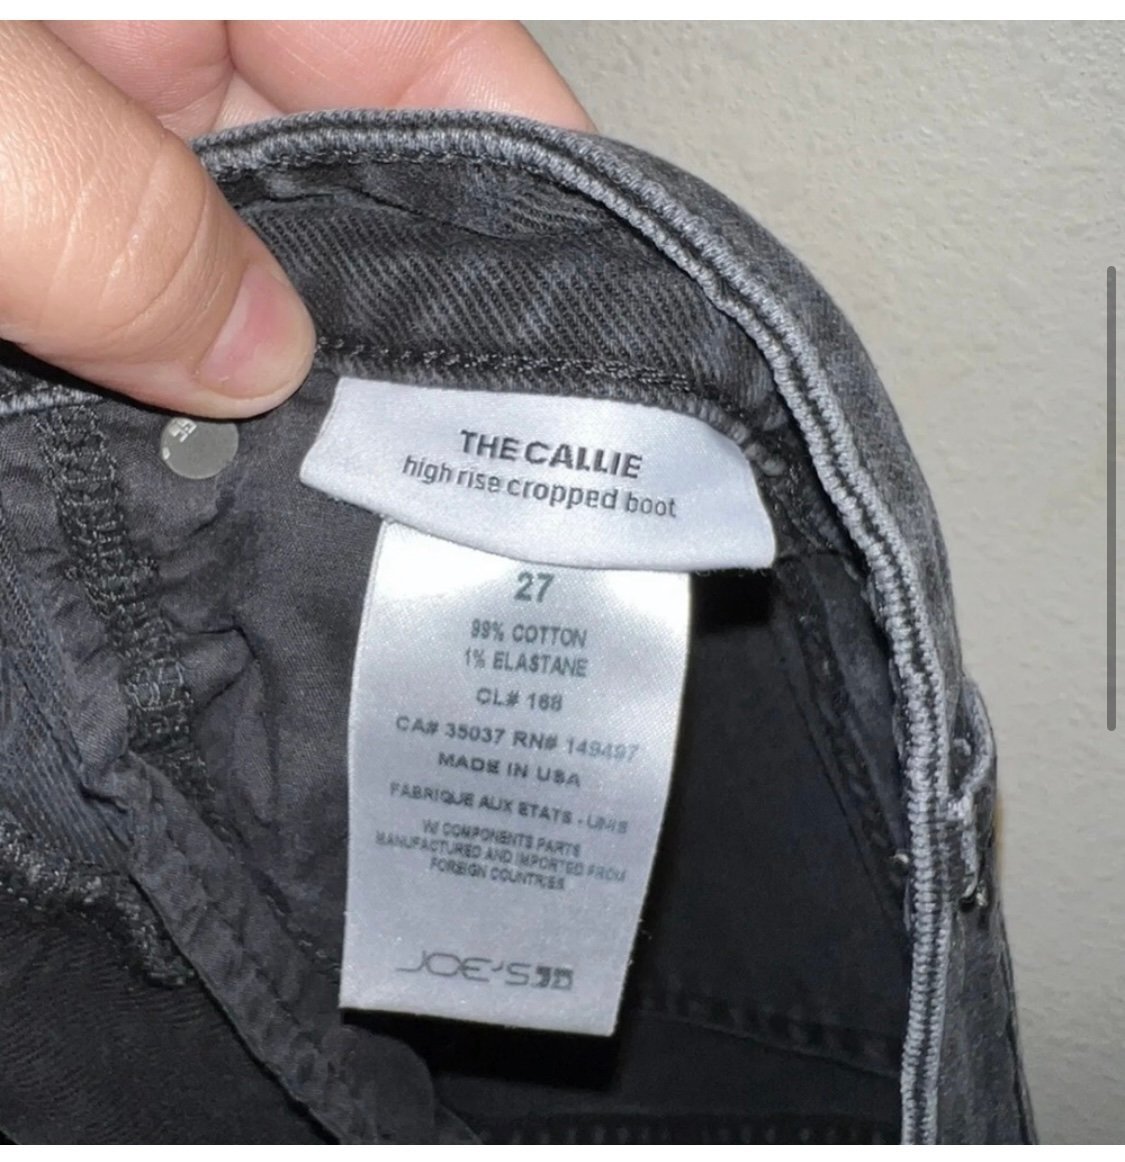 THE CALLIE
high rise cropped boot
27
99% COTTON
1% ELASTANE
CL# 168
CA# 35037 RN# 149497
MADE IN USA
FABRIQUE AUX ETATS - UNIS
W/ COMPONENTS PARTS
MANUFACTURED AND IMPORTED FROM
FOREIGN COUNTRIES
JOE'S